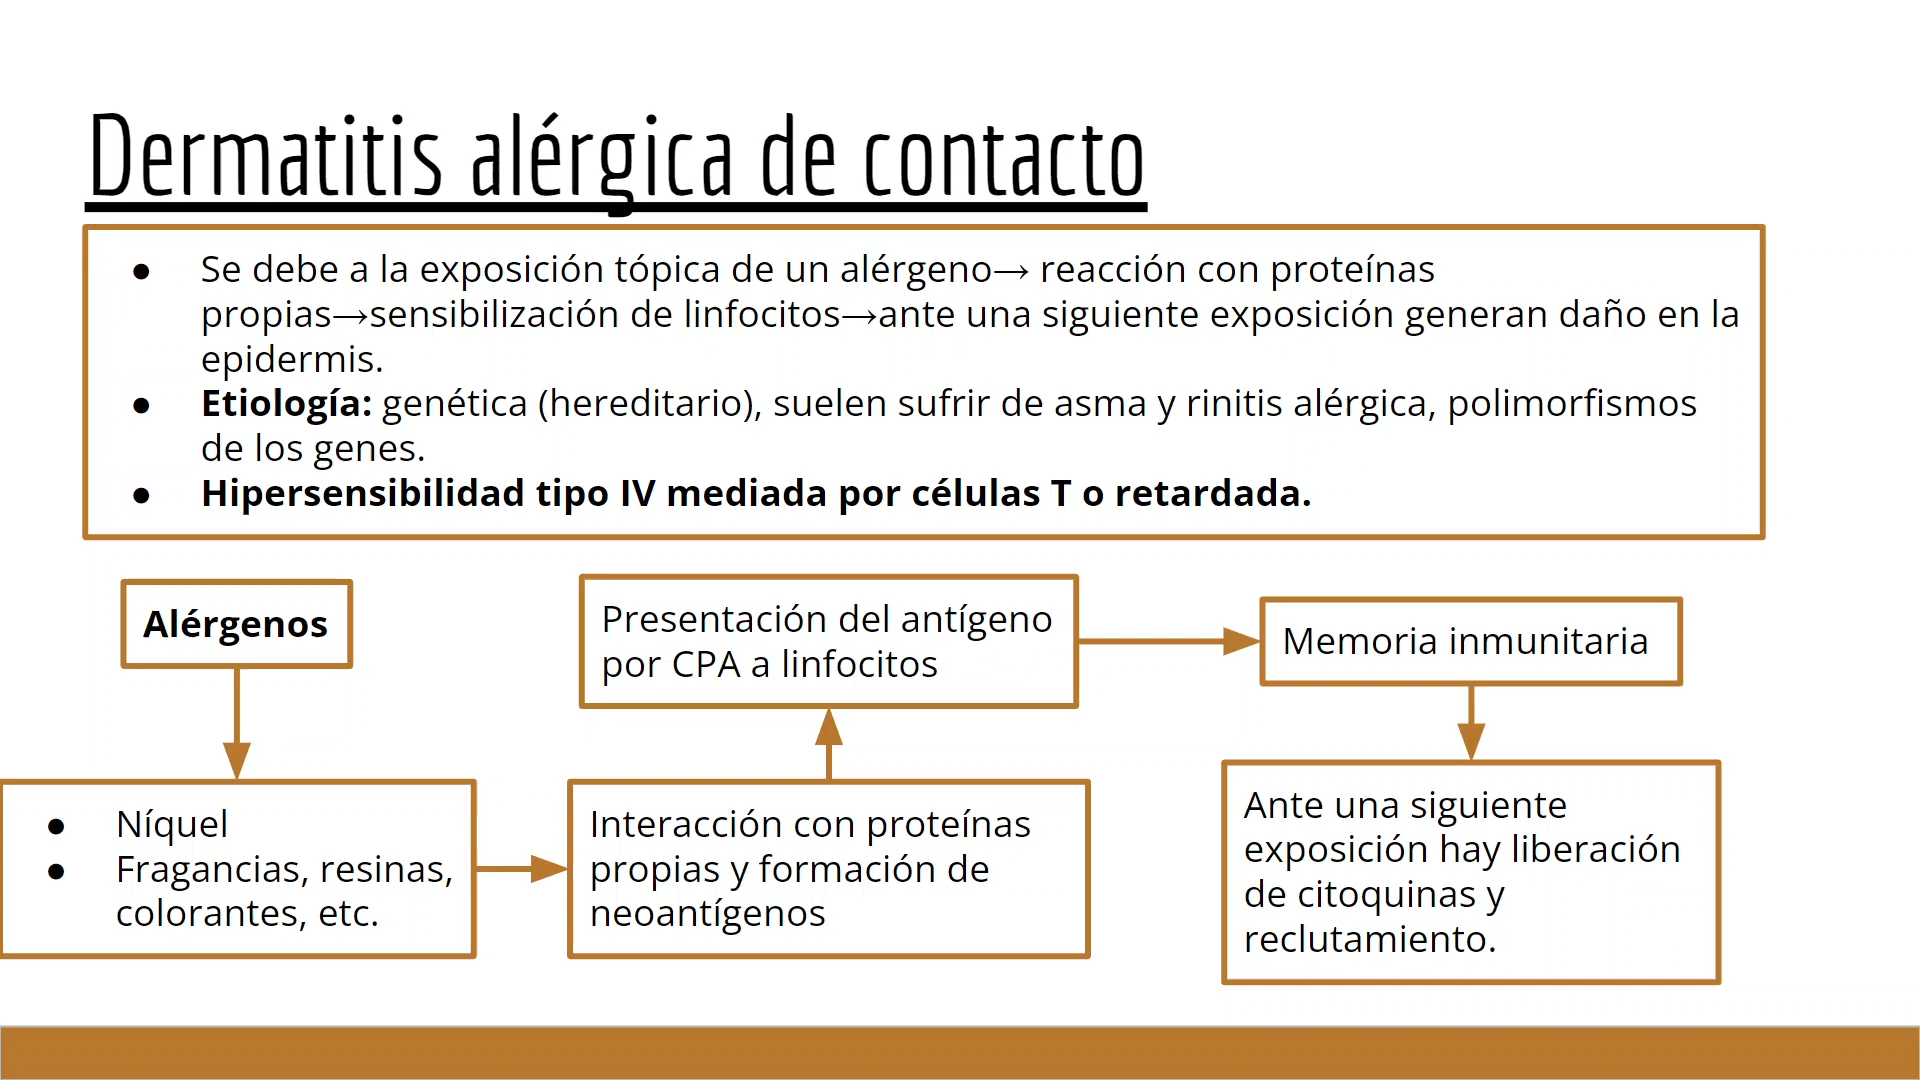 Dermatitis alérgica de contacto
● Se debe a la exposición tópica de un alérgeno→ reacción con proteínas
propias→sensibilización de linfocitos→ante una siguiente exposición generan daño en la
epidermis.
● Etiología: genética (hereditario), suelen sufrir de asma y rinitis alérgica, polimorfismos
de los genes.
● Hipersensibilidad tipo IV mediada por células T o retardada.
Alérgenos
● Níquel
● Fragancias, resinas,
colorantes, etc.
Interacción con proteínas
propias y formación de
neoantígenos
Presentación del antígeno
por CPA a linfocitos
Memoria inmunitaria
Ante una siguiente
exposición hay liberación
de citoquinas y
reclutamiento.